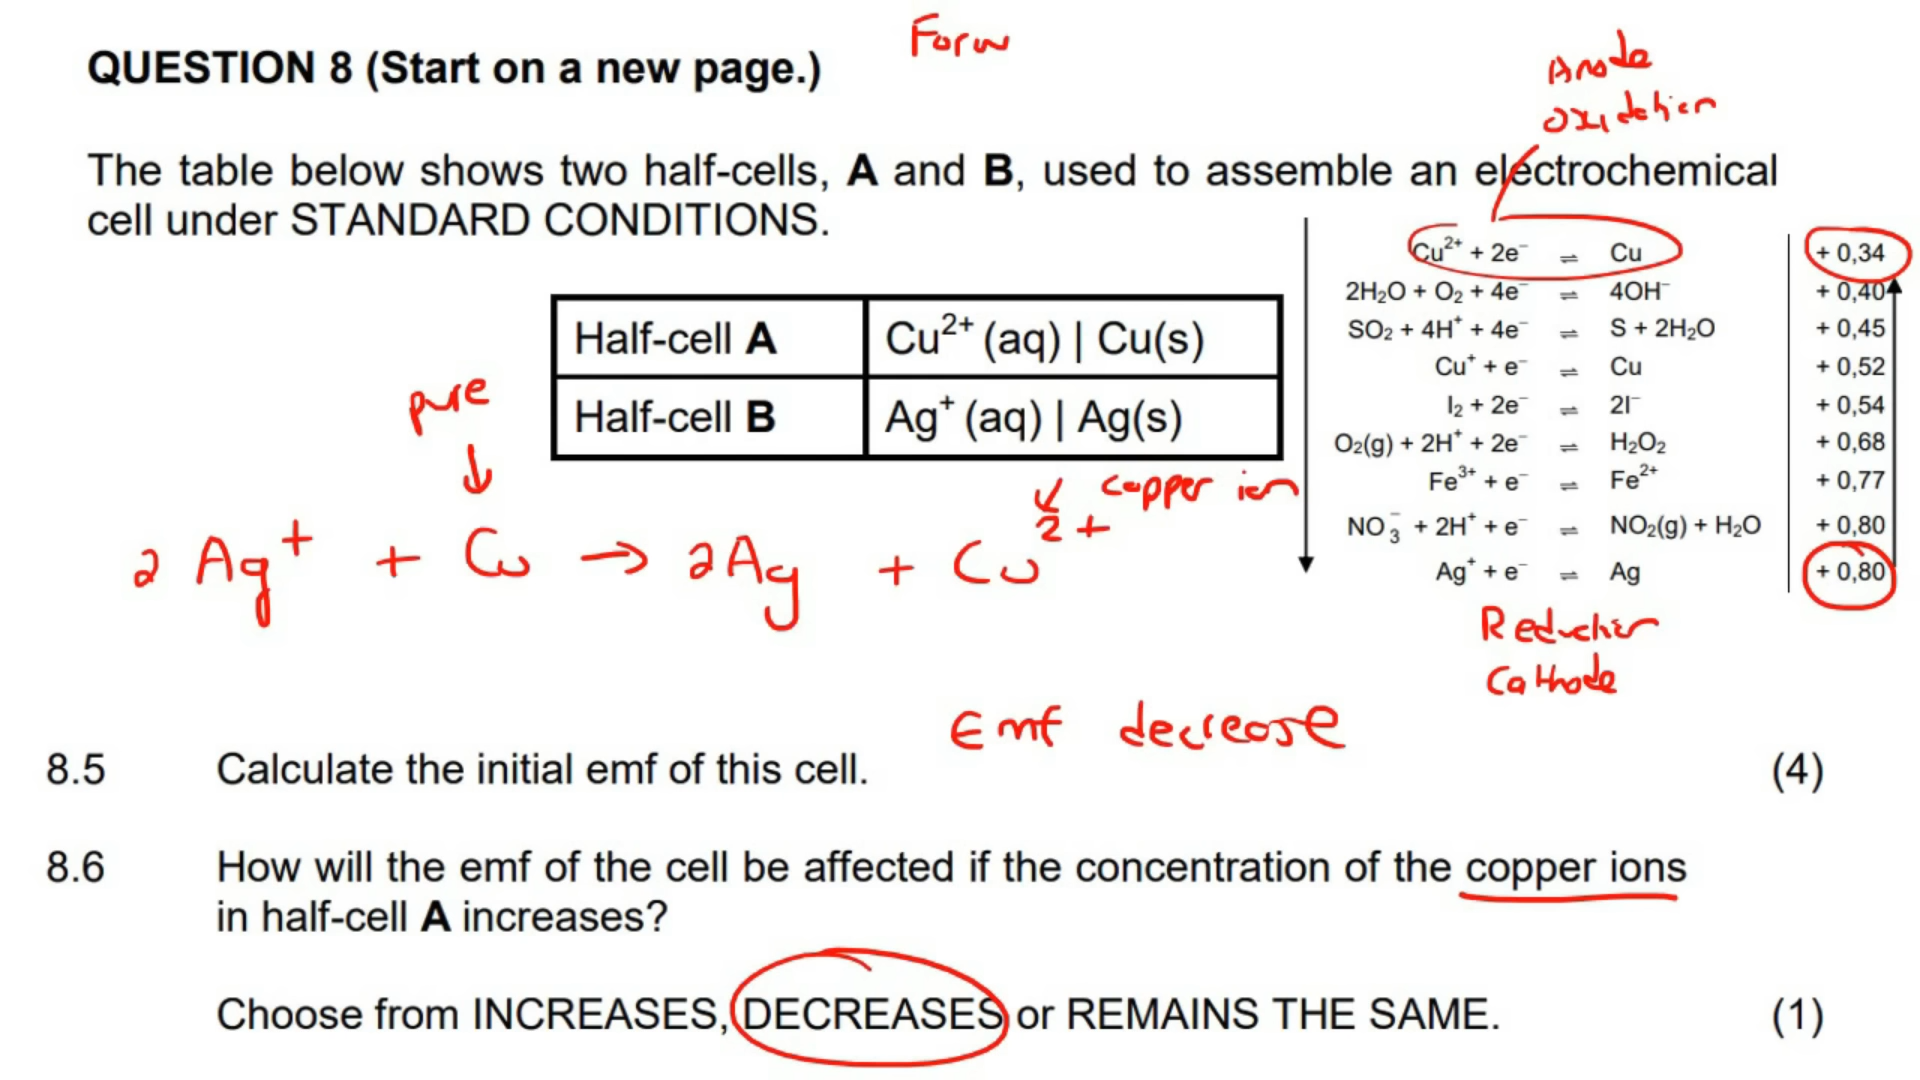 Form
QUESTION 8 (Start on a new page.)
Anode
oxidation
The table below shows two half-cells, A and B, used to assemble an electrochemical
cell under STANDARD CONDITIONS.
Half-cell A Cu²⁺ (aq) | Cu(s)
Half-cell B Ag⁺ (aq) | Ag(s)
Cu²⁺ + 2e⁻ ⇌ Cu + 0,34
2H₂O + O₂ + 4e⁻ ⇌ 4OH⁻ + 0,40
SO₂ + 4H⁺ + 4e⁻ ⇌ S + 2H₂O + 0,45
Cu⁺ + e⁻ ⇌ Cu + 0,52
I₂ + 2e⁻ ⇌ 2I⁻ + 0,54
O₂(g) + 2H⁺ + 2e⁻ ⇌ H₂O₂ + 0,68
Fe³⁺ + e⁻ ⇌ Fe²⁺ + 0,77
NO₃⁻ + 2H⁺ + e⁻ ⇌ NO₂(g) + H₂O + 0,80
Ag⁺ + e⁻ ⇌ Ag + 0,80
Reduction
Cathode
pure
copper ion
2 Ag⁺ + Cu → 2Ag + Cu²⁺
Emf decrease
8.5 Calculate the initial emf of this cell. (4)
8.6 How will the emf of the cell be affected if the concentration of the copper ions
in half-cell A increases?
Choose from INCREASES, DECREASES or REMAINS THE SAME. (1)